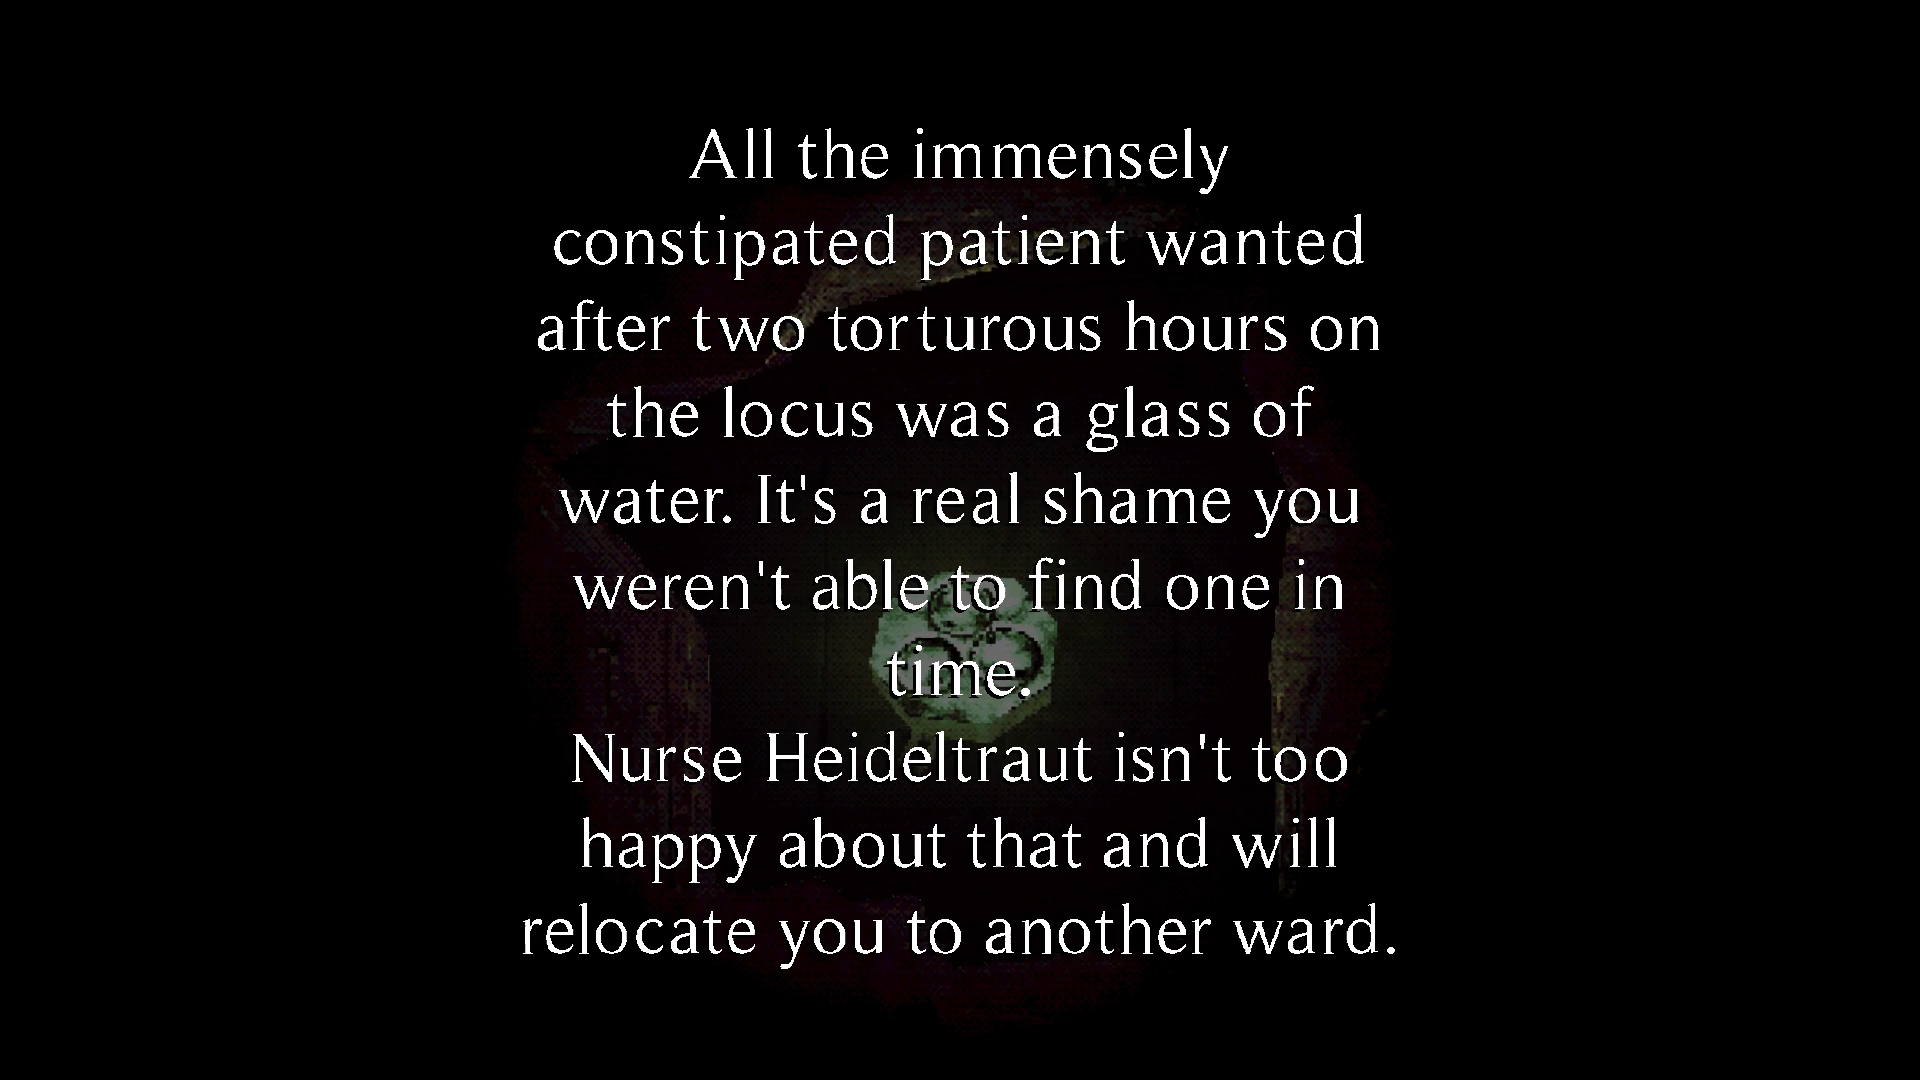 All the immensely
constipated patient wanted
after two torturous hours on
the locus was a glass of
water. It's a real shame you
weren't able to find one in
time.
Nurse Heideltraut isn't too
happy about that and will
relocate you to another ward.